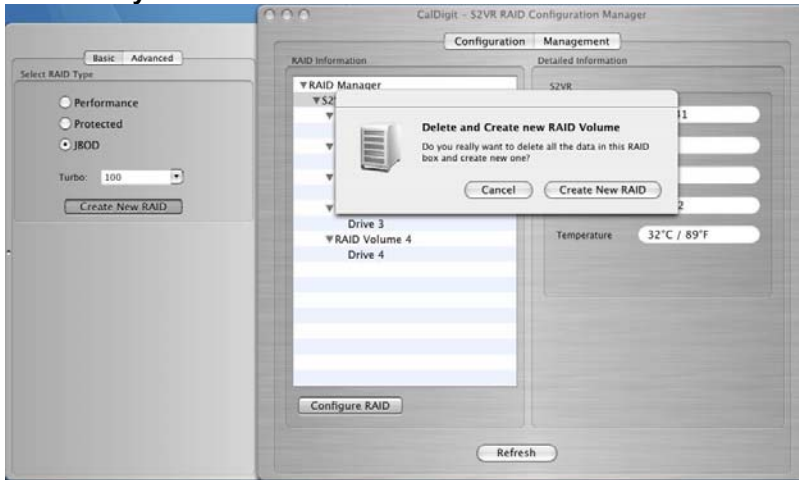 CalDigit - S2VR RAID Configuration Manager
Configuration Management
Basic Advanced
Select RAID Type
Performance
Protected
JBOD
Turbo: 100
Create New RAID
RAID Information
RAID Manager
Delete and Create new RAID Volume
Do you really want to delete all the data in this RAID
box and create new one?
Cancel Create New RAID
Drive 3
RAID Volume 4
Drive 4
Configure RAID
Detailed Information
S2VR
Temperature 32°C / 89°F
Refresh